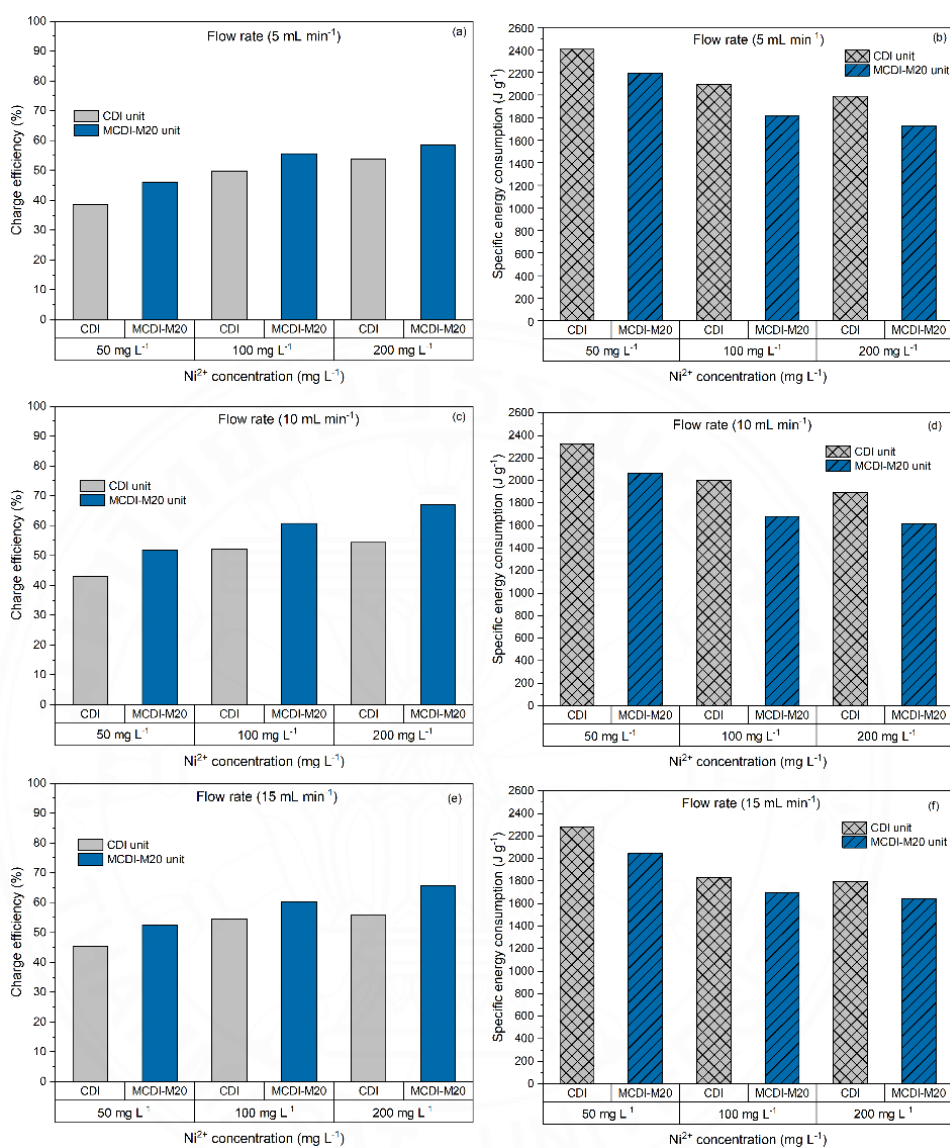 Flow rate (5 mL min⁻¹)
(a)
CDI unit
MCDI-M20 unit
Charge efficiency (%)
100
90
80
70
60
50
40
30
20
10
0
CDI MCDI-M20 CDI MCDI-M20 CDI MCDI-M20
50 mg L⁻¹ 100 mg L⁻¹ 200 mg L⁻¹
Ni²⁺ concentration (mg L⁻¹)
Flow rate (5 mL min⁻¹)
(b)
CDI unit
MCDI-M20 unit
Specific energy consumption (J g⁻¹)
2600
2400
2200
2000
1800
1600
1400
1200
1000
800
600
400
200
0
CDI MCDI-M20 CDI MCDI-M20 CDI MCDI-M20
50 mg L⁻¹ 100 mg L⁻¹ 200 mg L⁻¹
Ni²⁺ concentration (mg L⁻¹)
Flow rate (10 mL min⁻¹)
(c)
CDI unit
MCDI-M20 unit
Charge efficiency (%)
100
90
80
70
60
50
40
30
20
10
0
CDI MCDI-M20 CDI MCDI-M20 CDI MCDI-M20
50 mg L⁻¹ 100 mg L⁻¹ 200 mg L⁻¹
Ni²⁺ concentration (mg L⁻¹)
Flow rate (10 mL min⁻¹)
(d)
CDI unit
MCDI-M20 unit
Specific energy consumption (J g⁻¹)
2600
2400
2200
2000
1800
1600
1400
1200
1000
800
600
400
200
0
CDI MCDI-M20 CDI MCDI-M20 CDI MCDI-M20
50 mg L⁻¹ 100 mg L⁻¹ 200 mg L⁻¹
Ni²⁺ concentration (mg L⁻¹)
Flow rate (15 mL min⁻¹)
(e)
CDI unit
MCDI-M20 unit
Charge efficiency (%)
100
90
80
70
60
50
40
30
20
10
0
CDI MCDI-M20 CDI MCDI-M20 CDI MCDI-M20
50 mg L⁻¹ 100 mg L⁻¹ 200 mg L⁻¹
Ni²⁺ concentration (mg L⁻¹)
Flow rate (15 mL min⁻¹)
(f)
CDI unit
MCDI-M20 unit
Specific energy consumption (J g⁻¹)
2600
2400
2200
2000
1800
1600
1400
1200
1000
800
600
400
200
0
CDI MCDI-M20 CDI MCDI-M20 CDI MCDI-M20
50 mg L⁻¹ 100 mg L⁻¹ 200 mg L⁻¹
Ni²⁺ concentration (mg L⁻¹)